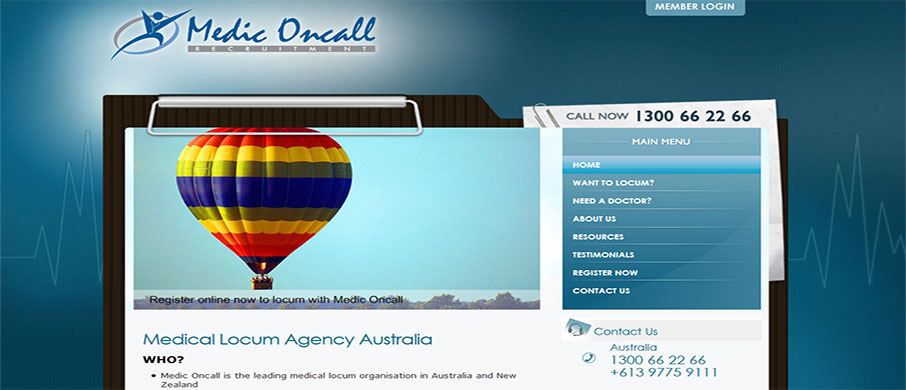 MEMBER LOGIN
Medic Oncall
RECRUITMENT
CALL NOW 1300 66 22 66
MAIN MENU
HOME
WANT TO LOCUM?
NEED A DOCTOR?
ABOUT US
RESOURCES
TESTIMONIALS
REGISTER NOW
CONTACT US
Register online now to locum with Medic Oncall
Medical Locum Agency Australia
WHO?
• Medic Oncall is the leading medical locum organisation in Australia and New
Zealand
Contact Us
Australia
1300 66 22 66
+613 9775 9111